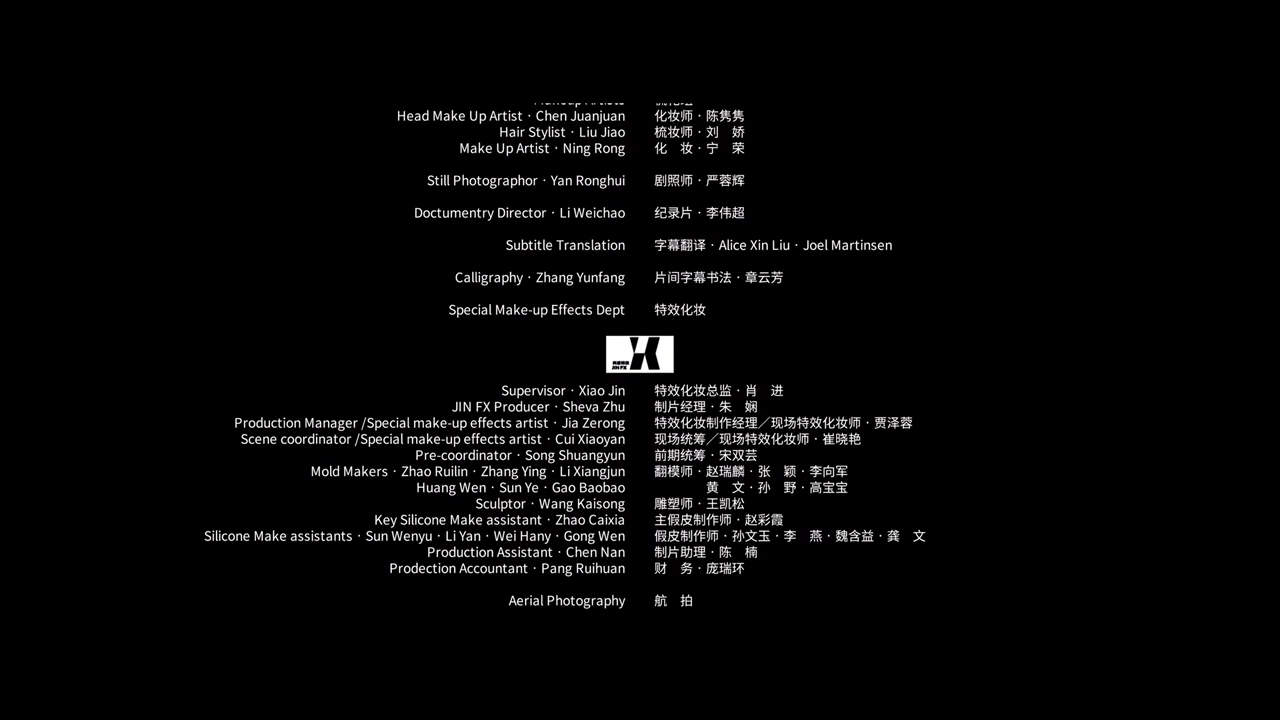 Head Make Up Artist · Chen Juanjuan 化妆师 · 陈隽隽
Hair Stylist · Liu Jiao 梳妆师 · 刘　娇
Make Up Artist · Ning Rong 化　妆 · 宁　荣
Still Photographor · Yan Ronghui 剧照师 · 严蓉辉
Doctumentry Director · Li Weichao 纪录片 · 李伟超
Subtitle Translation 字幕翻译 · Alice Xin Liu · Joel Martinsen
Calligraphy · Zhang Yunfang 片间字幕书法 · 章云芳
Special Make-up Effects Dept 特效化妆
JIN FX
Supervisor · Xiao Jin 特效化妆总监 · 肖　进
JIN FX Producer · Sheva Zhu 制片经理 · 朱　娴
Production Manager /Special make-up effects artist · Jia Zerong 特效化妆制作经理／现场特效化妆师 · 贾泽蓉
Scene coordinator /Special make-up effects artist · Cui Xiaoyan 现场统筹／现场特效化妆师 · 崔晓艳
Pre-coordinator · Song Shuangyun 前期统筹 · 宋双芸
Mold Makers · Zhao Ruilin · Zhang Ying · Li Xiangjun 翻模师 · 赵瑞麟 · 张　颖 · 李向军
Huang Wen · Sun Ye · Gao Baobao 黄　文 · 孙　野 · 高宝宝
Sculptor · Wang Kaisong 雕塑师 · 王凯松
Key Silicone Make assistant · Zhao Caixia 主假皮制作师 · 赵彩霞
Silicone Make assistants · Sun Wenyu · Li Yan · Wei Hany · Gong Wen 假皮制作师 · 孙文玉 · 李　燕 · 魏含益 · 龚　文
Production Assistant · Chen Nan 制片助理 · 陈　楠
Prodection Accountant · Pang Ruihuan 财　务 · 庞瑞环
Aerial Photography 航　拍